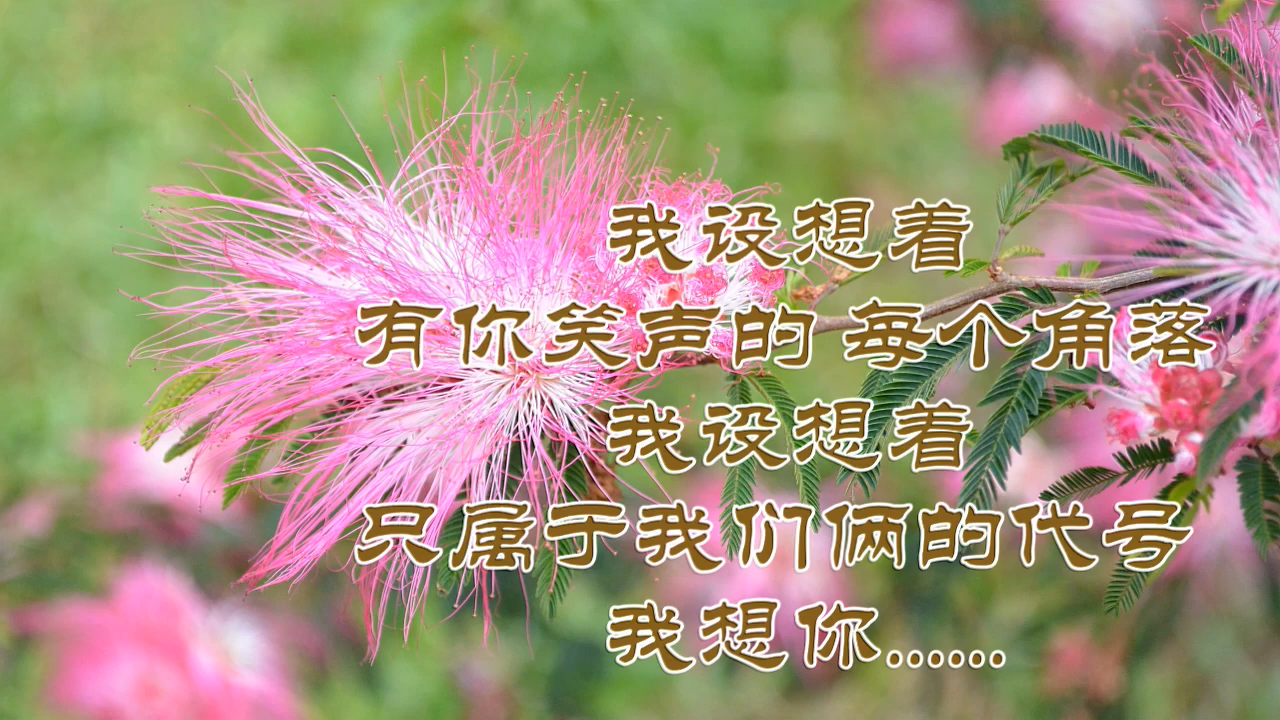 我设想着
有你笑声的 每个角落
我设想着
只属于我们俩的代号
我想你......